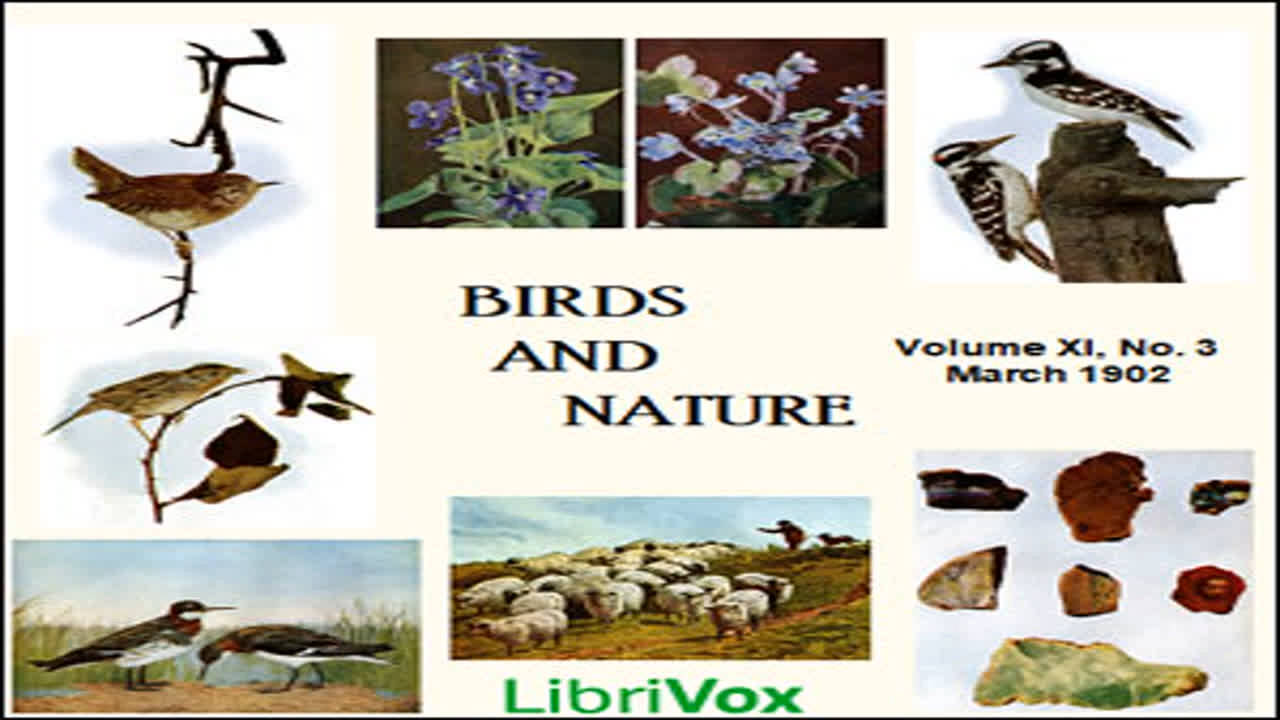 BIRDS
AND
NATURE
Volume XI, No. 3
March 1902
LibriVox